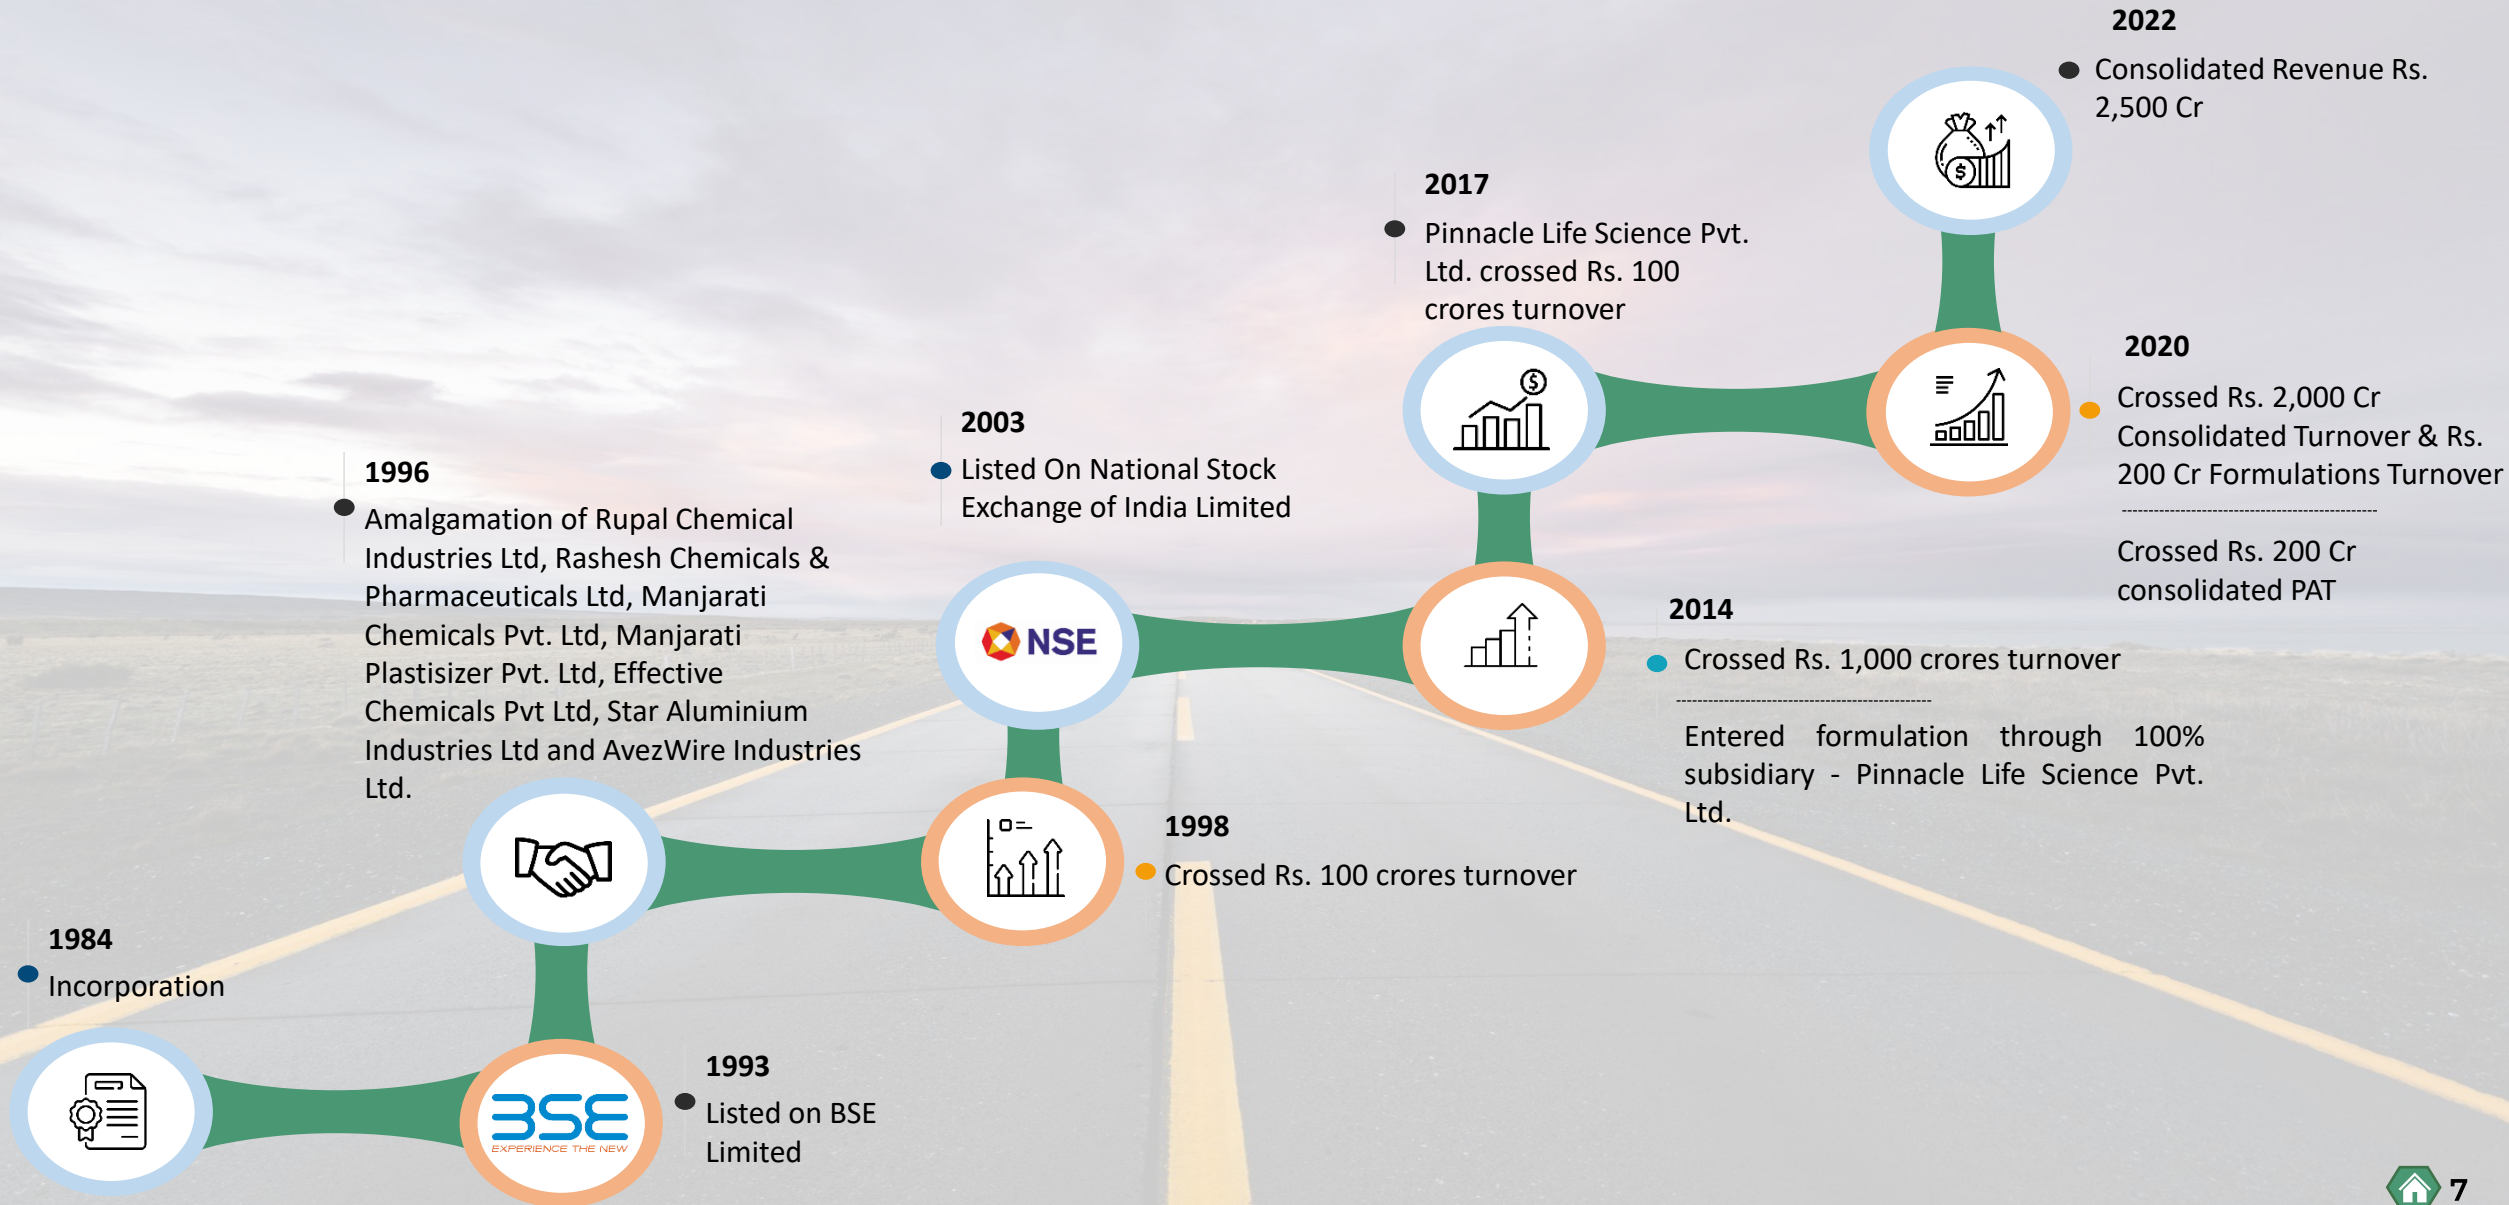 2022
Consolidated Revenue Rs.
2,500 Cr
2017
Pinnacle Life Science Pvt.
Ltd. crossed Rs. 100
crores turnover
2020
Crossed Rs. 2,000 Cr
Consolidated Turnover & Rs.
200 Cr Formulations Turnover
Crossed Rs. 200 Cr
consolidated PAT
2003
Listed On National Stock
Exchange of India Limited
NSE
1996
Amalgamation of Rupal Chemical
Industries Ltd, Rashesh Chemicals &
Pharmaceuticals Ltd, Manjarati
Chemicals Pvt. Ltd, Manjarati
Plastisizer Pvt. Ltd, Effective
Chemicals Pvt Ltd, Star Aluminium
Industries Ltd and AvezWire Industries
Ltd.
2014
Crossed Rs. 1,000 crores turnover
Entered formulation through 100%
subsidiary - Pinnacle Life Science Pvt.
Ltd.
1998
Crossed Rs. 100 crores turnover
1984
Incorporation
BSE
EXPERIENCE THE NEW
1993
Listed on BSE
Limited
7